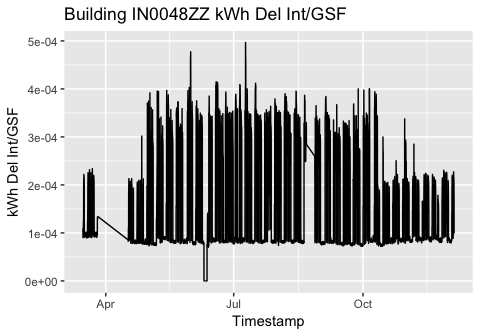 Building IN0048ZZ kWh Del Int/GSF
kWh Del Int/GSF
5e-04
4e-04
3e-04
2e-04
1e-04
0e+00
Apr
Jul
Oct
Timestamp